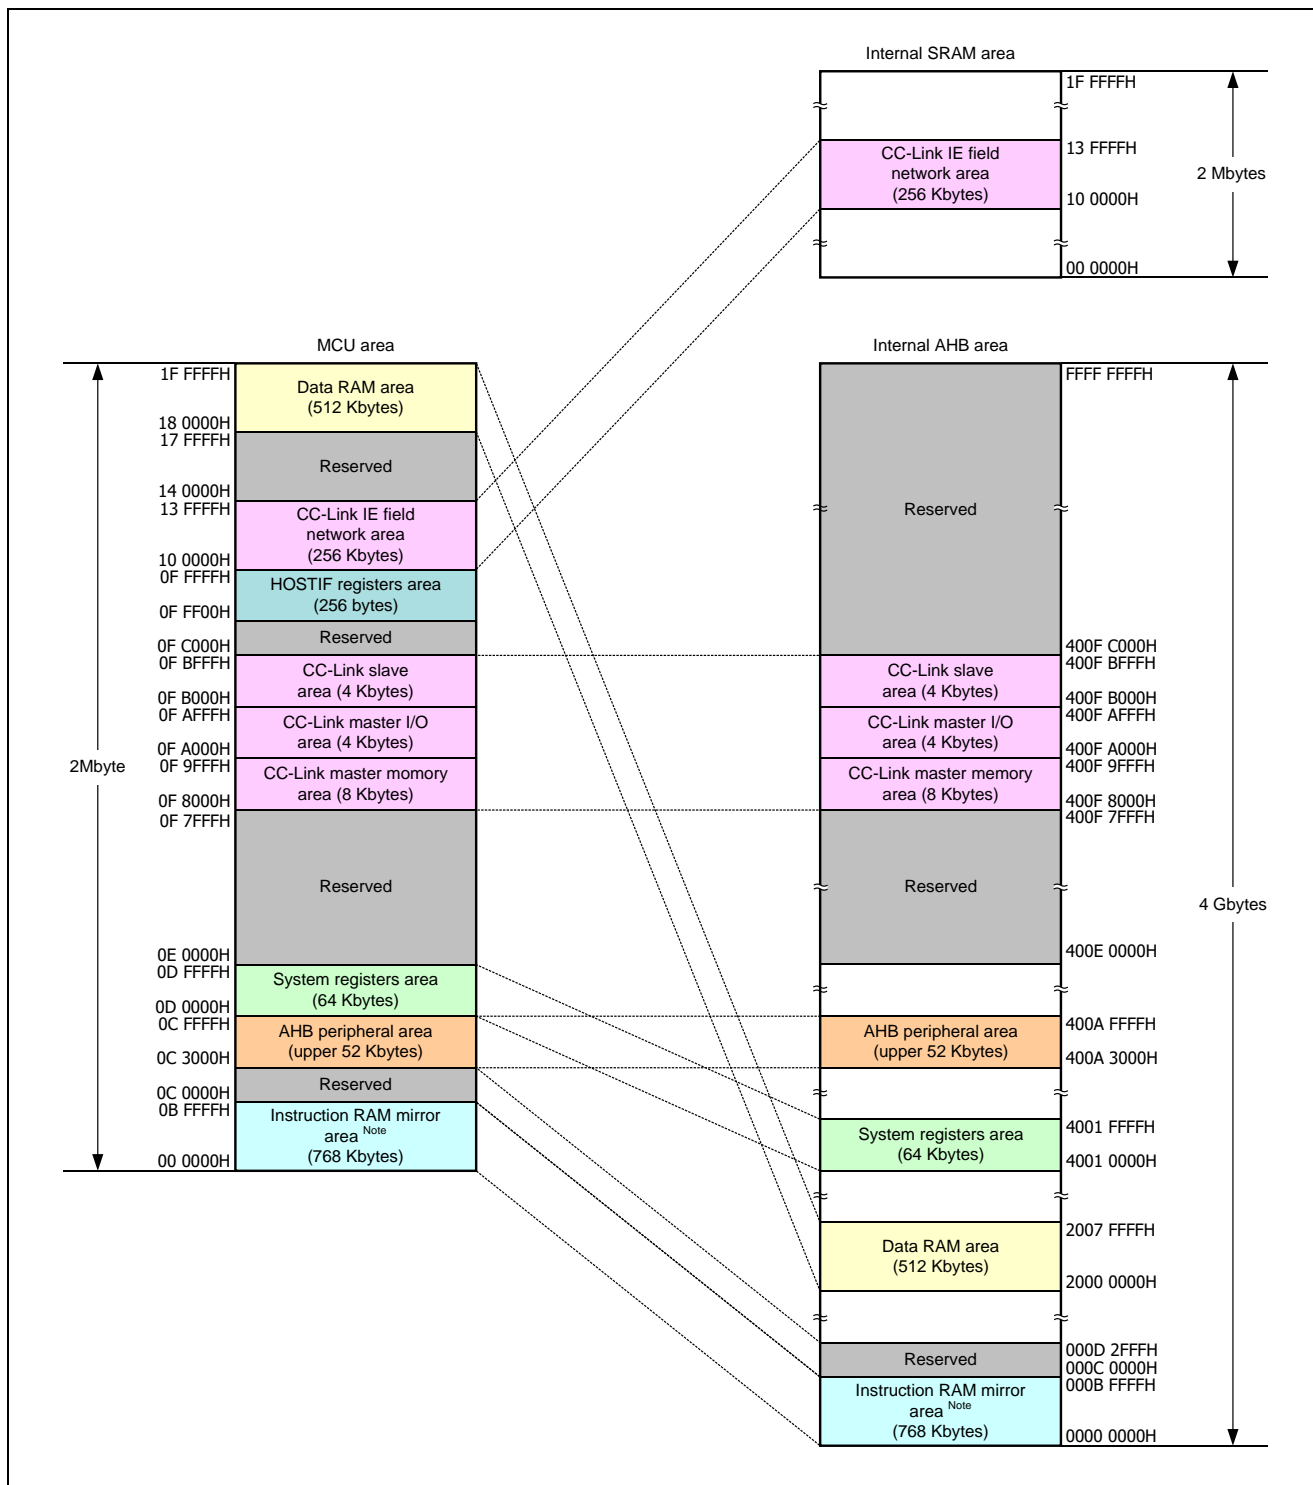 Internal SRAM area
1F FFFFH
CC-Link IE field
network area
(256 Kbytes)
13 FFFFH
10 0000H
2 Mbytes
00 0000H
MCU area
1F FFFFH
Data RAM area
(512 Kbytes)
18 0000H
17 FFFFH
Reserved
14 0000H
13 FFFFH
CC-Link IE field
network area
(256 Kbytes)
10 0000H
0F FFFFH
HOSTIF registers area
(256 bytes)
0F FF00H
Reserved
0F C000H
0F BFFFH
CC-Link slave
area (4 Kbytes)
0F B000H
0F AFFFH
CC-Link master I/O
area (4 Kbytes)
0F A000H
0F 9FFFH
CC-Link master momory
area (8 Kbytes)
0F 8000H
0F 7FFFH
2Mbyte
Reserved
0E 0000H
0D FFFFH
System registers area
(64 Kbytes)
0D 0000H
0C FFFFH
AHB peripheral area
(upper 52 Kbytes)
0C 3000H
Reserved
0C 0000H
0B FFFFH
Instruction RAM mirror
area Note
(768 Kbytes)
00 0000H
Internal AHB area
FFFF FFFFH
Reserved
400F C000H
400F BFFFH
CC-Link slave
area (4 Kbytes)
400F B000H
400F AFFFH
CC-Link master I/O
area (4 Kbytes)
400F A000H
400F 9FFFH
CC-Link master memory
area (8 Kbytes)
400F 8000H
400F 7FFFH
Reserved
4 Gbytes
400E 0000H
AHB peripheral area
(upper 52 Kbytes)
400A FFFFH
400A 3000H
System registers area
(64 Kbytes)
4001 FFFFH
4001 0000H
Data RAM area
(512 Kbytes)
2007 FFFFH
2000 0000H
Reserved
000D 2FFFH
000C 0000H
000B FFFFH
Instruction RAM mirror
area Note
(768 Kbytes)
0000 0000H